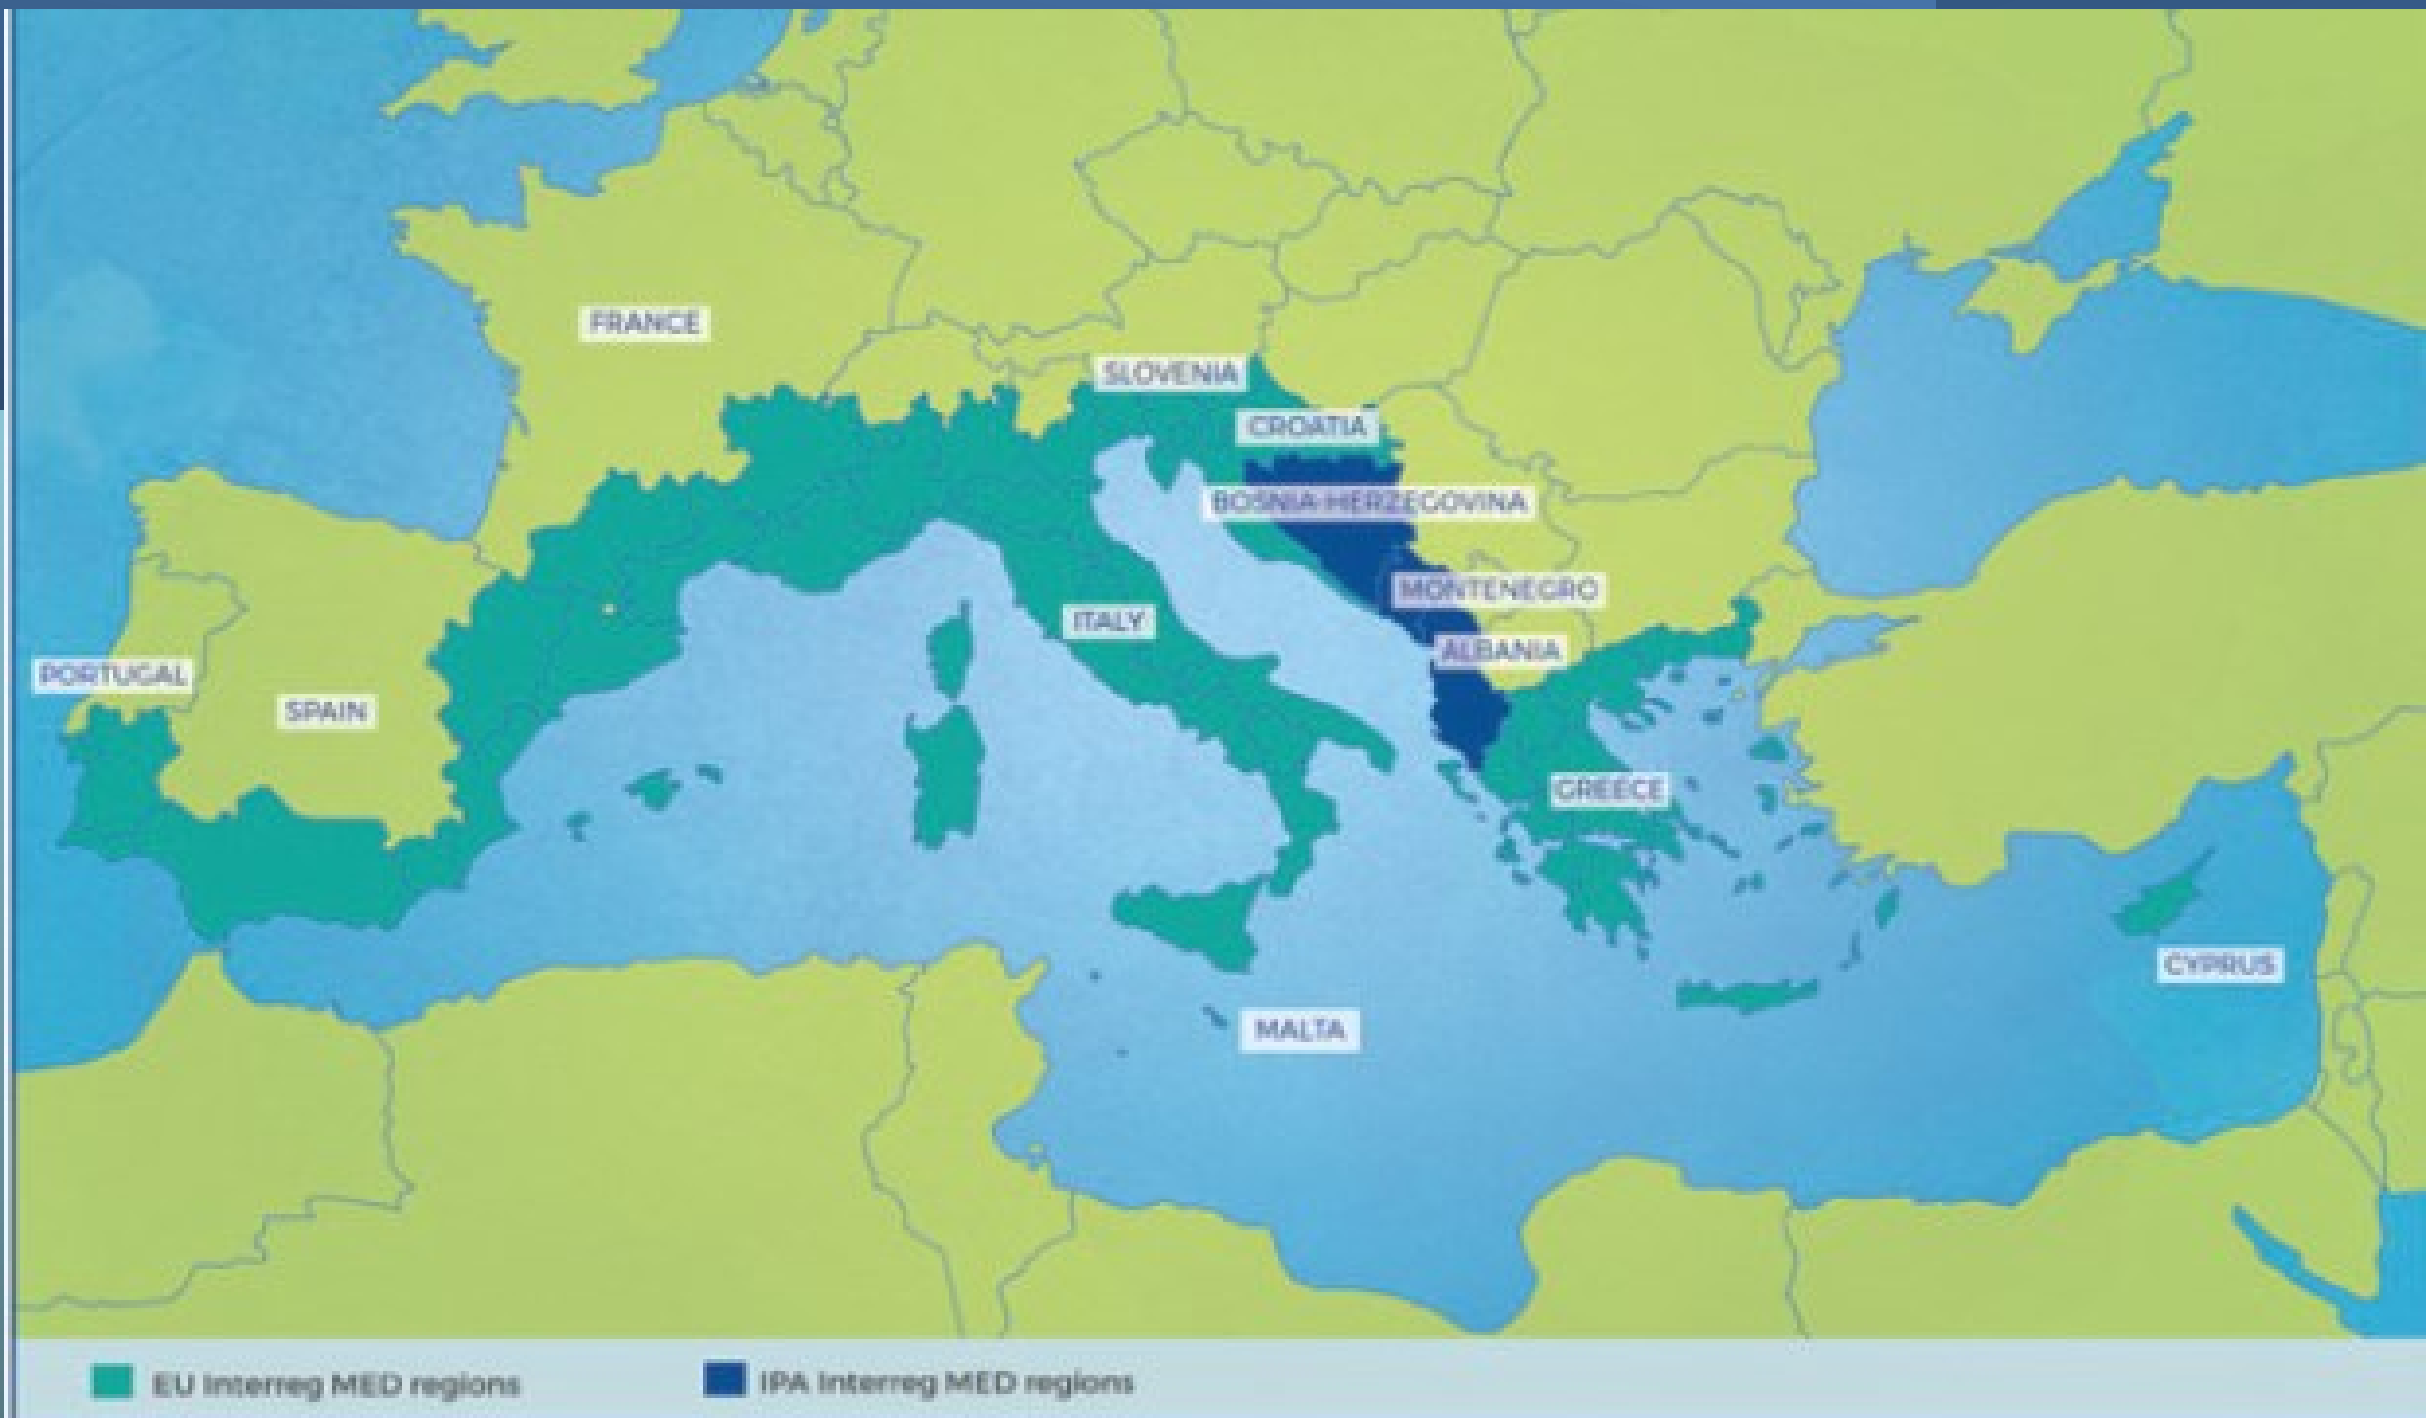 FRANCE
SLOVENIA
CROATIA
BOSNIA-HERZEGOVINA
MONTENEGRO
ITALY
ALBANIA
PORTUGAL
SPAIN
GREECE
CYPRUS
MALTA
EU Interreg MED regions
IPA Interreg MED regions